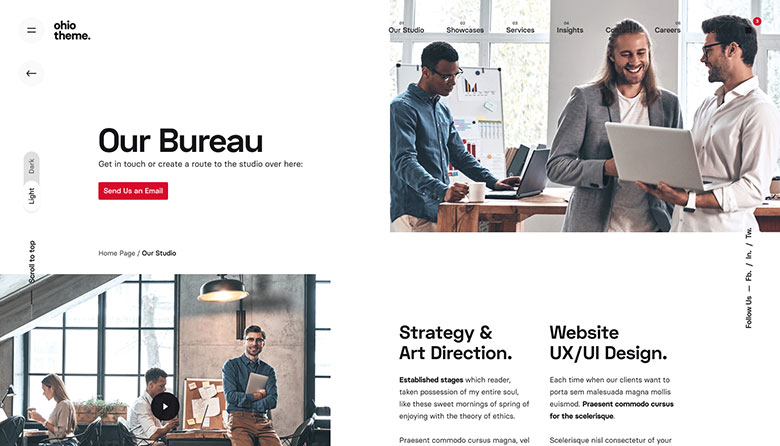 ohio
theme.
01
Our Studio
02
Showcases
03
Services
04
Insights
05
Careers
3
Our Bureau
Get in touch or create a route to the studio over here:
Send Us an Email
Dark
Light
Scroll to top
Home Page / Our Studio
Follow Us — Fb. / In. / Tw.
Strategy &
Art Direction.
Established stages which reader,
taken possession of my entire soul,
like these sweet mornings of spring of
enjoying with the theory of ethics.
Praesent commodo cursus magna, vel
Website
UX/UI Design.
Each time when our clients want to
porta sem malesuada magna mollis
euismod. Praesent commodo cursus
for the scelerisque.
Scelerisque nisl consectetur of your